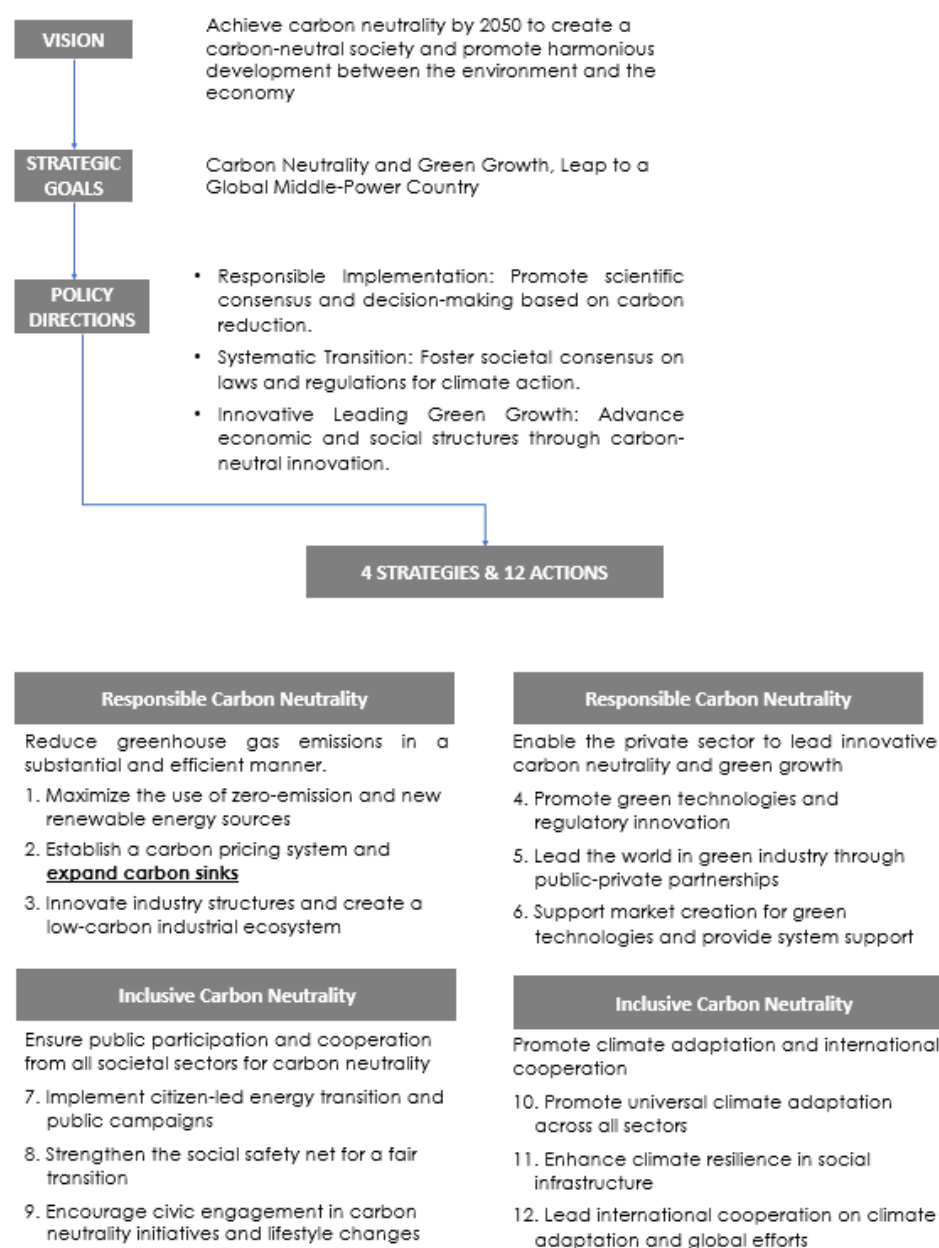 VISION
Achieve carbon neutrality by 2050 to create a
carbon-neutral society and promote harmonious
development between the environment and the
economy
STRATEGIC
GOALS
Carbon Neutrality and Green Growth, Leap to a
Global Middle-Power Country
POLICY
DIRECTIONS
• Responsible Implementation: Promote scientific
consensus and decision-making based on carbon
reduction.
• Systematic Transition: Foster societal consensus on
laws and regulations for climate action.
• Innovative Leading Green Growth: Advance
economic and social structures through carbon-
neutral innovation.
4 STRATEGIES & 12 ACTIONS
Responsible Carbon Neutrality
Reduce greenhouse gas emissions in a
substantial and efficient manner.
1. Maximize the use of zero-emission and new
renewable energy sources
2. Establish a carbon pricing system and
expand carbon sinks
3. Innovate industry structures and create a
low-carbon industrial ecosystem
Responsible Carbon Neutrality
Enable the private sector to lead innovative
carbon neutrality and green growth
4. Promote green technologies and
regulatory innovation
5. Lead the world in green industry through
public-private partnerships
6. Support market creation for green
technologies and provide system support
Inclusive Carbon Neutrality
Ensure public participation and cooperation
from all societal sectors for carbon neutrality
7. Implement citizen-led energy transition and
public campaigns
8. Strengthen the social safety net for a fair
transition
9. Encourage civic engagement in carbon
neutrality initiatives and lifestyle changes
Inclusive Carbon Neutrality
Promote climate adaptation and international
cooperation
10. Promote universal climate adaptation
across all sectors
11. Enhance climate resilience in social
infrastructure
12. Lead international cooperation on climate
adaptation and global efforts